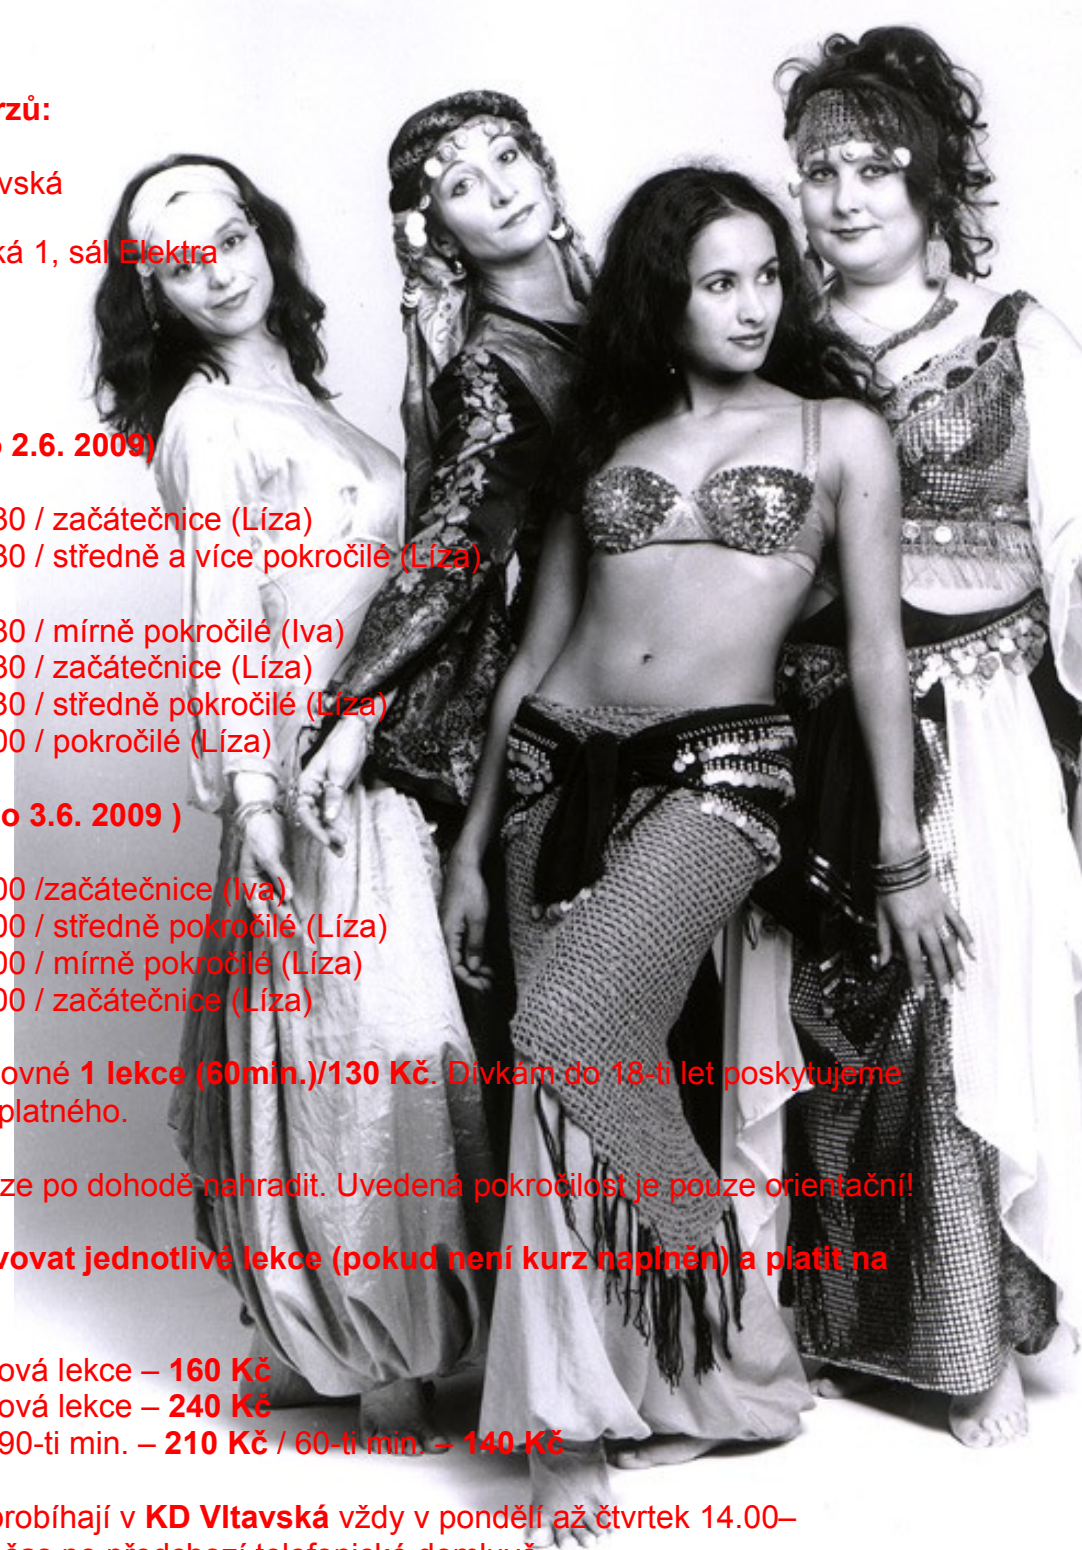 rzů:
vská
ká 1, sál Elektra
o 2.6. 2009)
30 / začátečnice (Líza)
30 / středně a více pokročilé (Líza)
30 / mírně pokročilé (Iva)
30 / začátečnice (Líza)
30 / středně pokročilé (Líza)
00 / pokročilé (Líza)
o 3.6. 2009 )
00 /začátečnice (Iva)
00 / středně pokročilé (Líza)
00 / mírně pokročilé (Líza)
00 / začátečnice (Líza)
ovné 1 lekce (60min.)/130 Kč. Dívkám do 18-ti let poskytujeme
platného.
ze po dohodě nahradit. Uvedená pokročilost je pouze orientační!
vovat jednotlivé lekce (pokud není kurz naplněn) a platit na
ová lekce – 160 Kč
ová lekce – 240 Kč
90-ti min. – 210 Kč / 60-ti min. – 140 Kč
probíhají v KD Vltavská vždy v pondělí až čtvrtek 14.00–
čas po předchozí telefonické domluvě